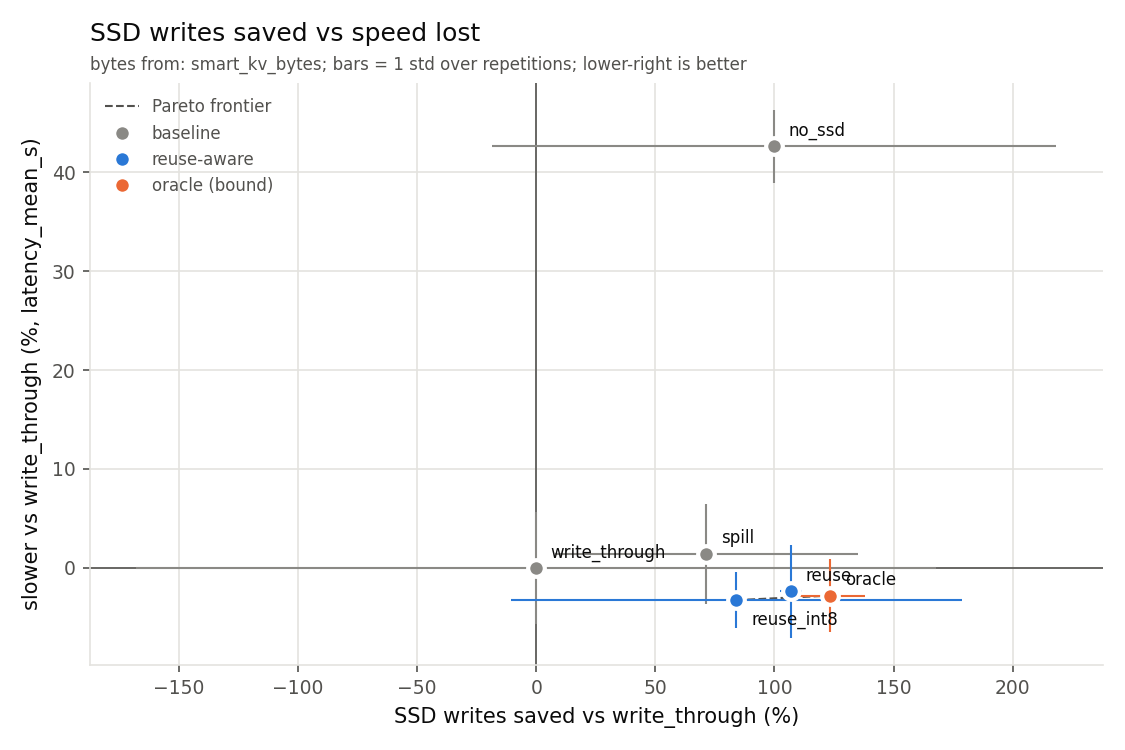 SSD writes saved vs speed lost
bytes from: smart_kv_bytes; bars = 1 std over repetitions; lower-right is better
Pareto frontier
baseline
reuse-aware
oracle (bound)
no_ssd
write_through
spill
reuse
oracle
reuse_int8
slower vs write_through (%, latency_mean_s)
40
30
20
10
0
−150
−100
−50
0
50
100
150
200
SSD writes saved vs write_through (%)